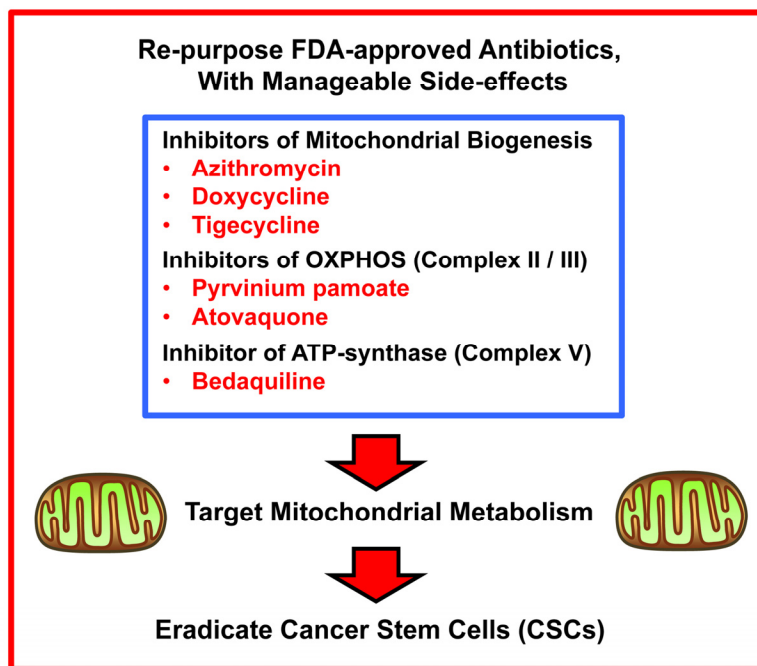 Re-purpose FDA-approved Antibiotics,
With Manageable Side-effects
Inhibitors of Mitochondrial Biogenesis
• Azithromycin
• Doxycycline
• Tigecycline
Inhibitors of OXPHOS (Complex II / III)
• Pyrvinium pamoate
• Atovaquone
Inhibitor of ATP-synthase (Complex V)
• Bedaquiline
Target Mitochondrial Metabolism
Eradicate Cancer Stem Cells (CSCs)